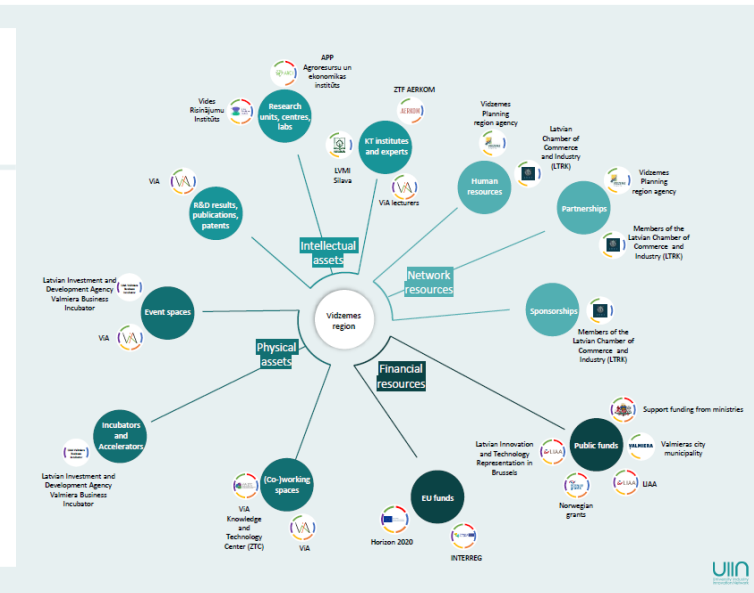 APP
Agroresursu un
ekonomikas
institūts
Vides
Risinājumu
Institūts
Research
units, centres,
labs
ZTP AERKOM
AERKOM
KT institutes
and experts
LVMI
Silava
ViA lecturers
Vidzemes
Planning
region agency
Human
resources
Latvian
Chamber of
Commerce
and Industry
(LTRK)
Vidzemes
Planning
region agency
Partnerships
Members of the
Latvian Chamber of
Commerce and
Industry (LTRK)
ViA
R&D results,
publications,
patents
Intellectual
assets
Network
resources
Latvian Investment and
Development Agency
Valmiera Business
Incubator
Event spaces
ViA
Vidzemes
region
Sponsorships
Members of the
Latvian Chamber of
Commerce and
Industry (LTRK)
Physical
assets
Financial
resources
Incubators
and
Accelerators
Latvian Investment and
Development Agency
Valmiera Business
Incubator
(Co-)working
spaces
ViA
Knowledge
and
Technology
Center (ZTC)
ViA
EU funds
Horizon 2020
INTERREG
Support funding from ministries
Public funds
VALMIERA
Valmieras city
municipality
Latvian Innovation
and Technology
Representation in
Brussels
LIAA
LIAA
LIAA
Norwegian
grants
UIIN